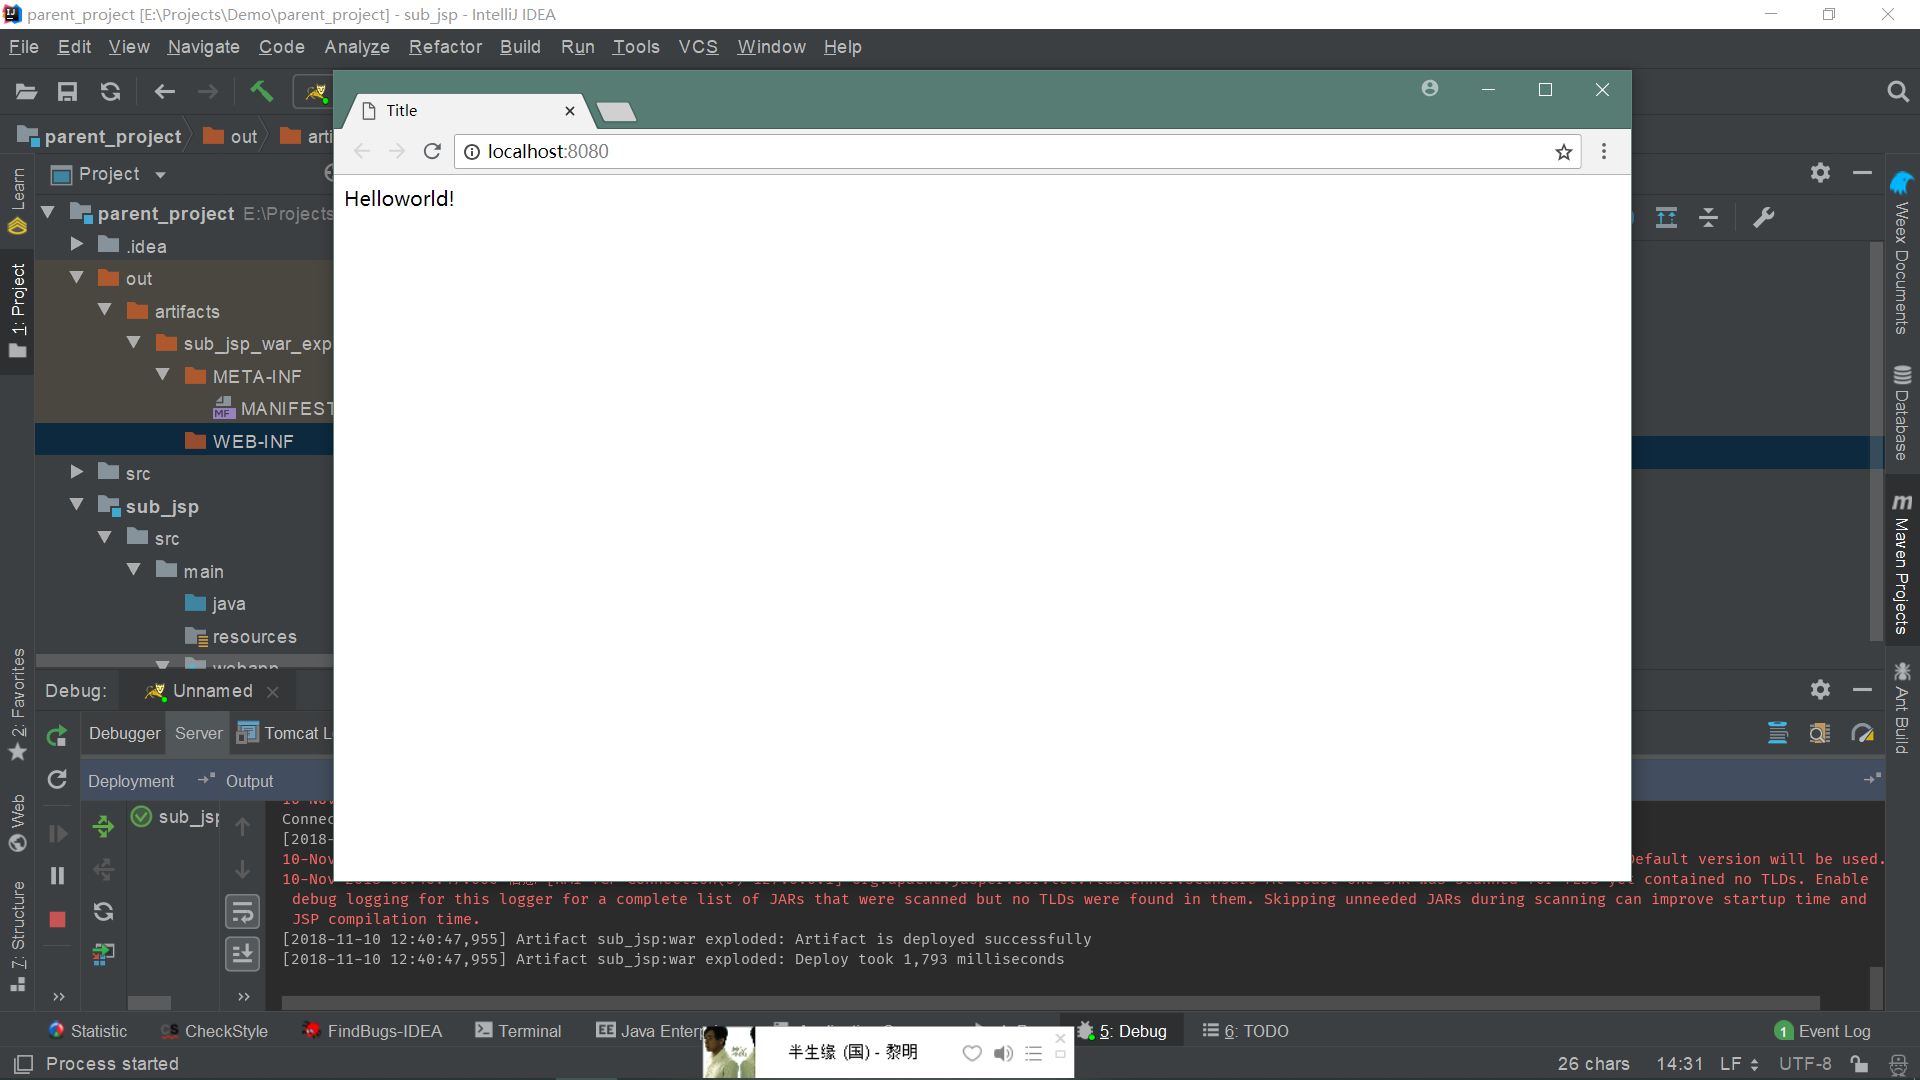 parent_project [E:\Projects\Demo\parent_project] - sub_jsp - IntelliJ IDEA
File Edit View Navigate Code Analyze Refactor Build Run Tools VCS Window Help
parent_project out
Title
localhost:8080
Helloworld!
Project
parent_project E:\Projects
.idea
out
artifacts
sub_jsp_war_exp
META-INF
MANIFEST
WEB-INF
src
sub_jsp
src
main
java
resources
webapp
Learn
1: Project
2: Favorites
Web
Z: Structure
Weex Documents
Database
Maven Projects
Ant Build
Debug: Unnamed
Debugger Server Tomcat L
Deployment Output
sub_jsp
Connec
[2018-
10-Nov Default version will be used.
10-Nov contained no TLDs. Enable
debug logging for this logger for a complete list of JARs that were scanned but no TLDs were found in them. Skipping unneeded JARs during scanning can improve startup time and
JSP compilation time.
[2018-11-10 12:40:47,955] Artifact sub_jsp:war exploded: Artifact is deployed successfully
[2018-11-10 12:40:47,955] Artifact sub_jsp:war exploded: Deploy took 1,793 milliseconds
Statistic CheckStyle FindBugs-IDEA Terminal Java Enter 5: Debug 6: TODO 1 Event Log
半生缘 (国) - 黎明
Process started 26 chars 14:31 LF UTF-8